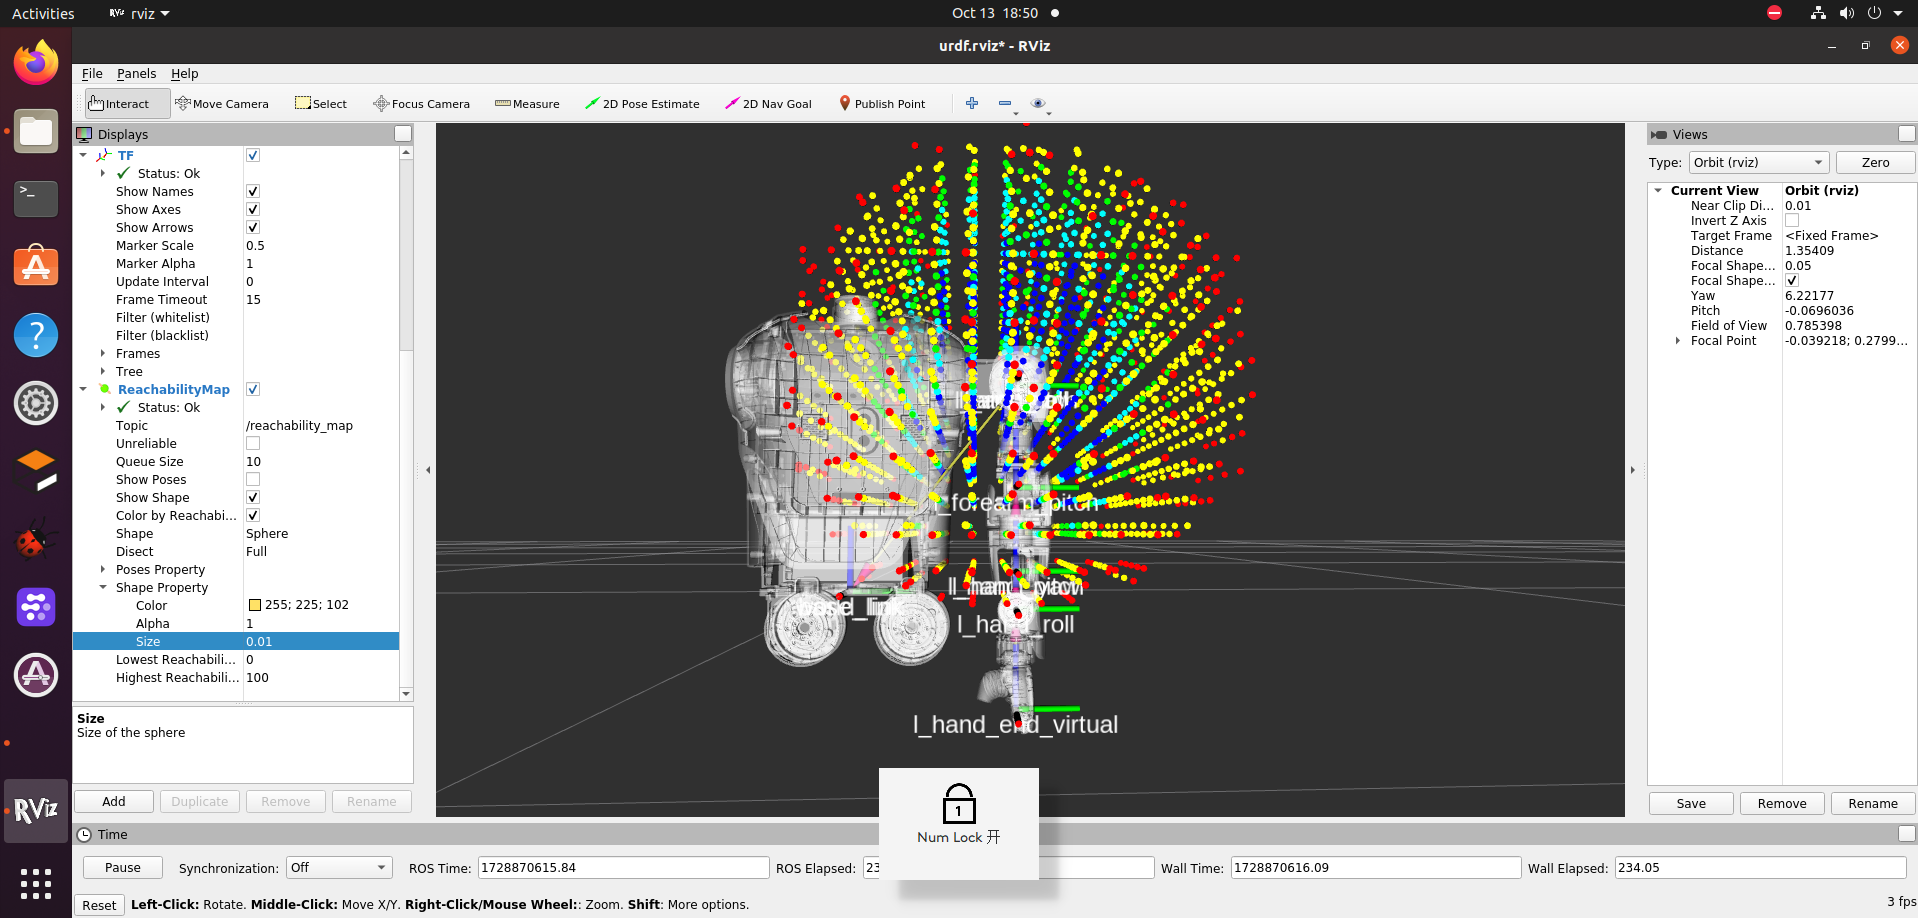 Activities
RViz rviz
Oct 13 18:50
urdf.rviz* - RViz
File Panels Help
Interact Move Camera Select Focus Camera Measure 2D Pose Estimate 2D Nav Goal Publish Point
Displays
TF
Status: Ok
Show Names
Show Axes
Show Arrows
Marker Scale 0.5
Marker Alpha 1
Update Interval 0
Frame Timeout 15
Filter (whitelist)
Filter (blacklist)
Frames
Tree
ReachabilityMap
Status: Ok
Topic /reachability_map
Unreliable
Queue Size 10
Show Poses
Show Shape
Color by Reachabi...
Shape Sphere
Disect Full
Poses Property
Shape Property
Color 255; 225; 102
Alpha 1
Size 0.01
Lowest Reachabili... 0
Highest Reachabili... 100
Size
Size of the sphere
Add Duplicate Remove Rename
l_forearm_pitch
l_hand_roll
l_hand_end_virtual
Views
Type: Orbit (rviz) Zero
Current View Orbit (rviz)
Near Clip Di... 0.01
Invert Z Axis
Target Frame <Fixed Frame>
Distance 1.35409
Focal Shape... 0.05
Focal Shape...
Yaw 6.22177
Pitch -0.0696036
Field of View 0.785398
Focal Point -0.039218; 0.2799...
Save Remove Rename
1
Num Lock 开
Time
Pause Synchronization: Off ROS Time: 1728870615.84 ROS Elapsed: 23 Wall Time: 1728870616.09 Wall Elapsed: 234.05
Reset Left-Click: Rotate. Middle-Click: Move X/Y. Right-Click/Mouse Wheel:: Zoom. Shift: More options.
3 fps
RViz